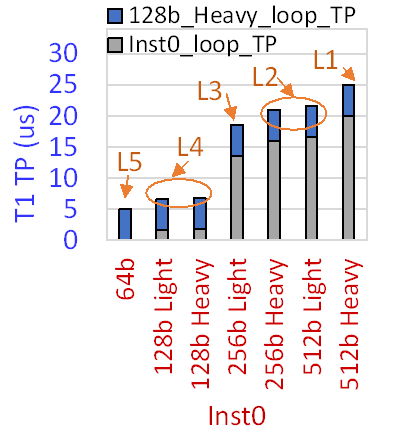 128b_Heavy_loop_TP
Inst0_loop_TP
T1 TP (us)
30
25
20
15
10
5
0
L5
L4
L3
L2
L1
64b
128b Light
128b Heavy
256b Light
256b Heavy
512b Light
512b Heavy
Inst0